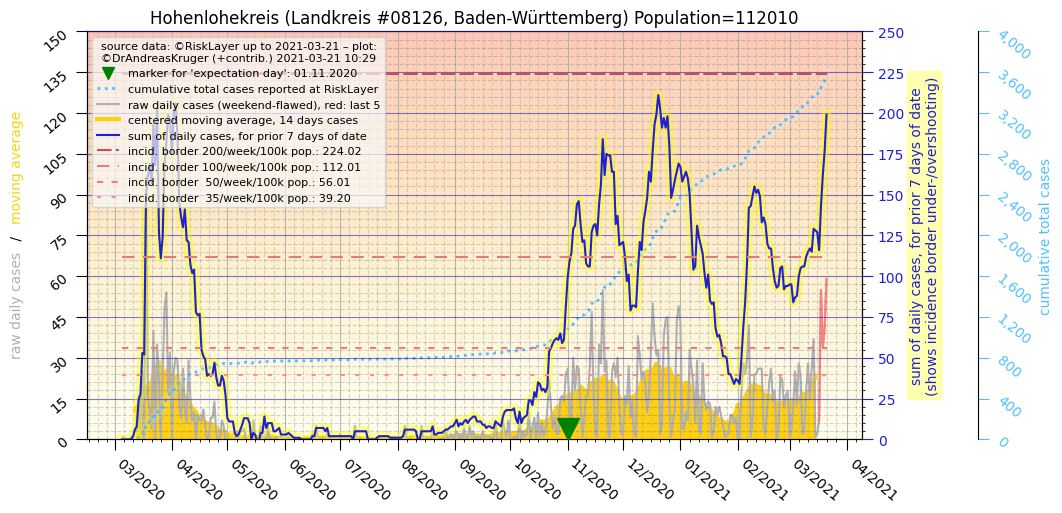 Hohenlohekreis (Landkreis #08126, Baden-Württemberg) Population=112010
source data: ©RiskLayer up to 2021-03-21 – plot:
©DrAndreasKruger (+contrib.) 2021-03-21 10:29
marker for 'expectation day': 01.11.2020
cumulative total cases reported at RiskLayer
raw daily cases (weekend-flawed), red: last 5
centered moving average, 14 days cases
sum of daily cases, for prior 7 days of date
incid. border 200/week/100k pop.: 224.02
incid. border 100/week/100k pop.: 112.01
incid. border  50/week/100k pop.: 56.01
incid. border  35/week/100k pop.: 39.20
raw daily cases  /  moving average
150
135
120
105
90
75
60
45
30
15
0
03/2020
04/2020
05/2020
06/2020
07/2020
08/2020
09/2020
10/2020
11/2020
12/2020
01/2021
02/2021
03/2021
04/2021
250
225
200
175
150
125
100
75
50
25
0
sum of daily cases, for prior 7 days of date
(shows incidence border under-/overshooting)
4,000
3,600
3,200
2,800
2,400
2,000
1,600
1,200
800
400
0
cumulative total cases